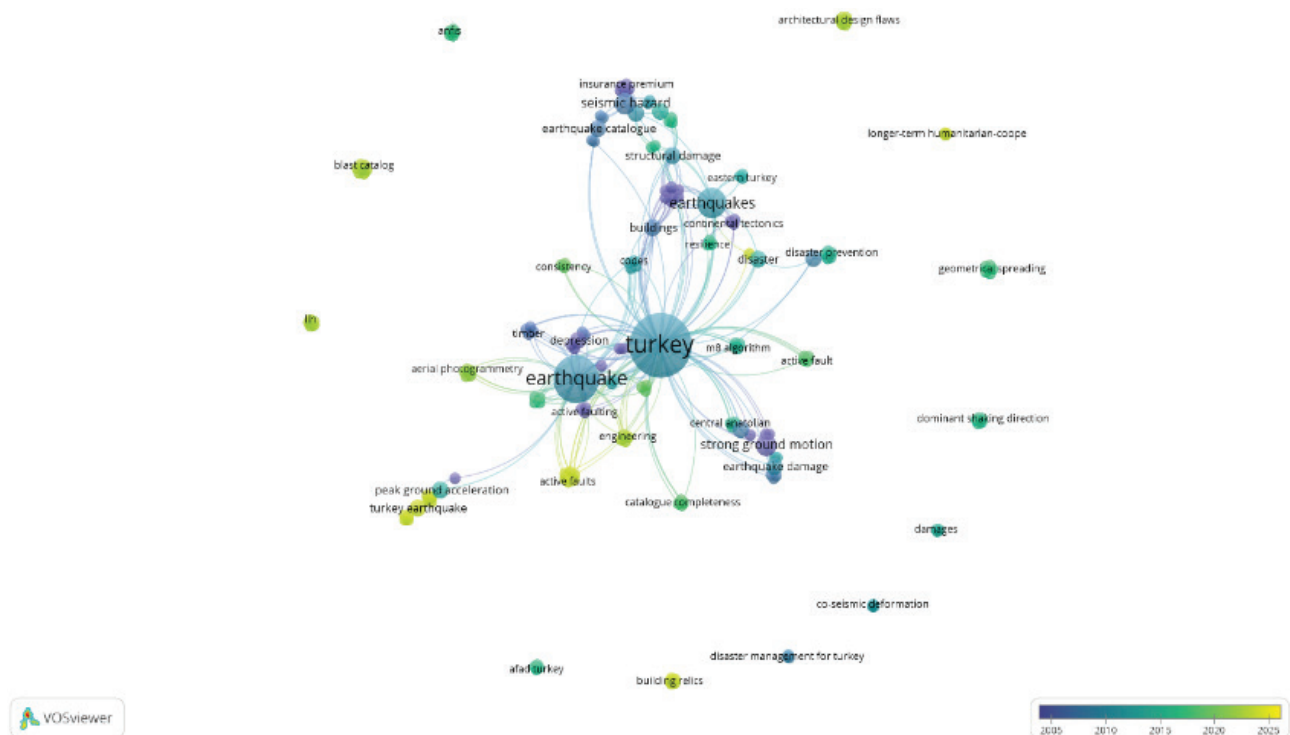 architectural design flaws
anfis
insurance premium
seismic hazard
earthquake catalogue
longer-term humanitarian-coope
structural damage
blast catalog
eastern turkey
earthquakes
continental tectonics
buildings
resilience
disaster prevention
disaster
codes
consistency
geometrical spreading
lin
timber
depression
turkey
m8 algorithm
active fault
aerial photogrammetry
earthquake
active faulting
central anatolian
dominant shaking direction
engineering
strong ground motion
earthquake damage
active faults
peak ground acceleration
catalogue completeness
turkey earthquake
damages
co-seismic deformation
disaster management for turkey
afad turkey
building relics
VOSviewer
2005 2010 2015 2020 2025